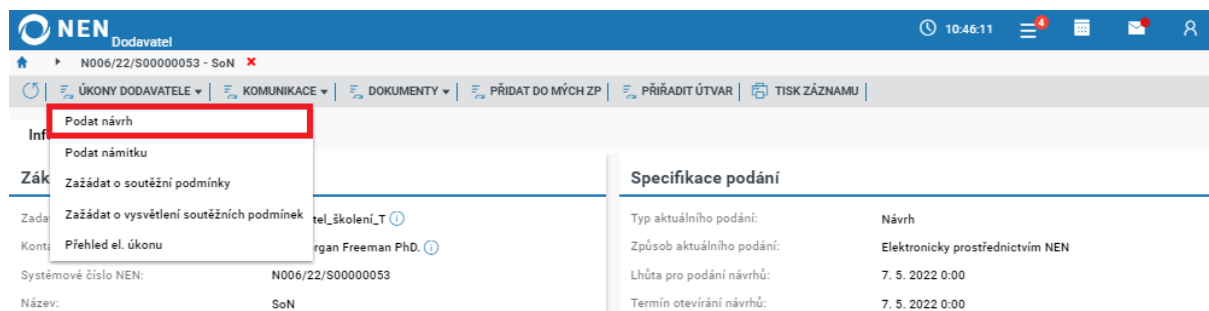 NEN Dodavatel 10:46:11 4
N006/22/S00000053 - SoN
ÚKONY DODAVATELE KOMUNIKACE DOKUMENTY PŘIDAT DO MÝCH ZP PŘIŘADIT ÚTVAR TISK ZÁZNAMU
Podat návrh
Inf
Podat námitku
Zák Specifikace podání
Zažádat o soutěžní podmínky
Zada Zažádat o vysvětlení soutěžních podmínek tel_školení_T Typ aktuálního podání: Návrh
Konta Přehled el. úkonu rgan Freeman PhD. Způsob aktuálního podání: Elektronicky prostřednictvím NEN
Systémové číslo NEN: N006/22/S00000053 Lhůta pro podání návrhů: 7. 5. 2022 0:00
Název: SoN Termín otevírání návrhů: 7. 5. 2022 0:00